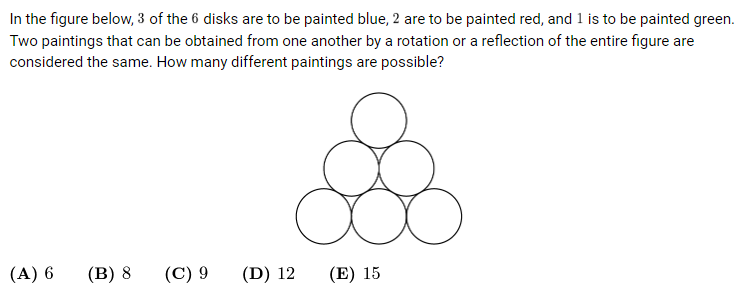 In the figure below, 3 of the 6 disks are to be painted blue, 2 are to be painted red, and 1 is to be painted green.
Two paintings that can be obtained from one another by a rotation or a reflection of the entire figure are
considered the same. How many different paintings are possible?
(A) 6 (B) 8 (C) 9 (D) 12 (E) 15